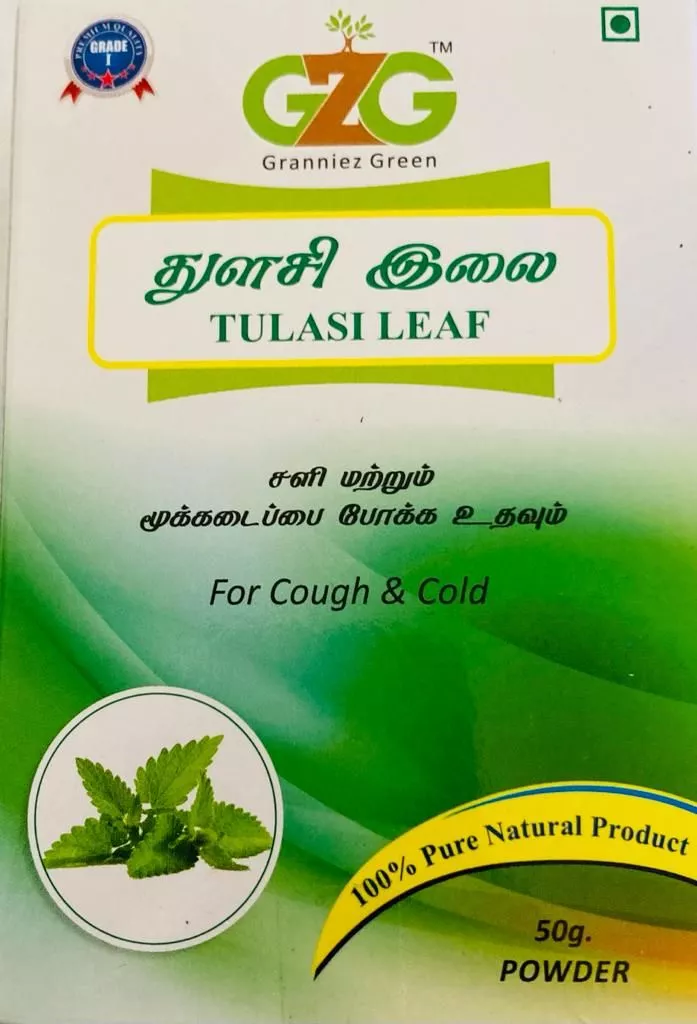 PREMIUM QUALITY
GRADE
I
GZG TM
Granniez Green
துளசி இலை
TULASI LEAF
சளி மற்றும்
மூக்கடைப்பை போக்க உதவும்
For Cough & Cold
100% Pure Natural Product
50g.
POWDER